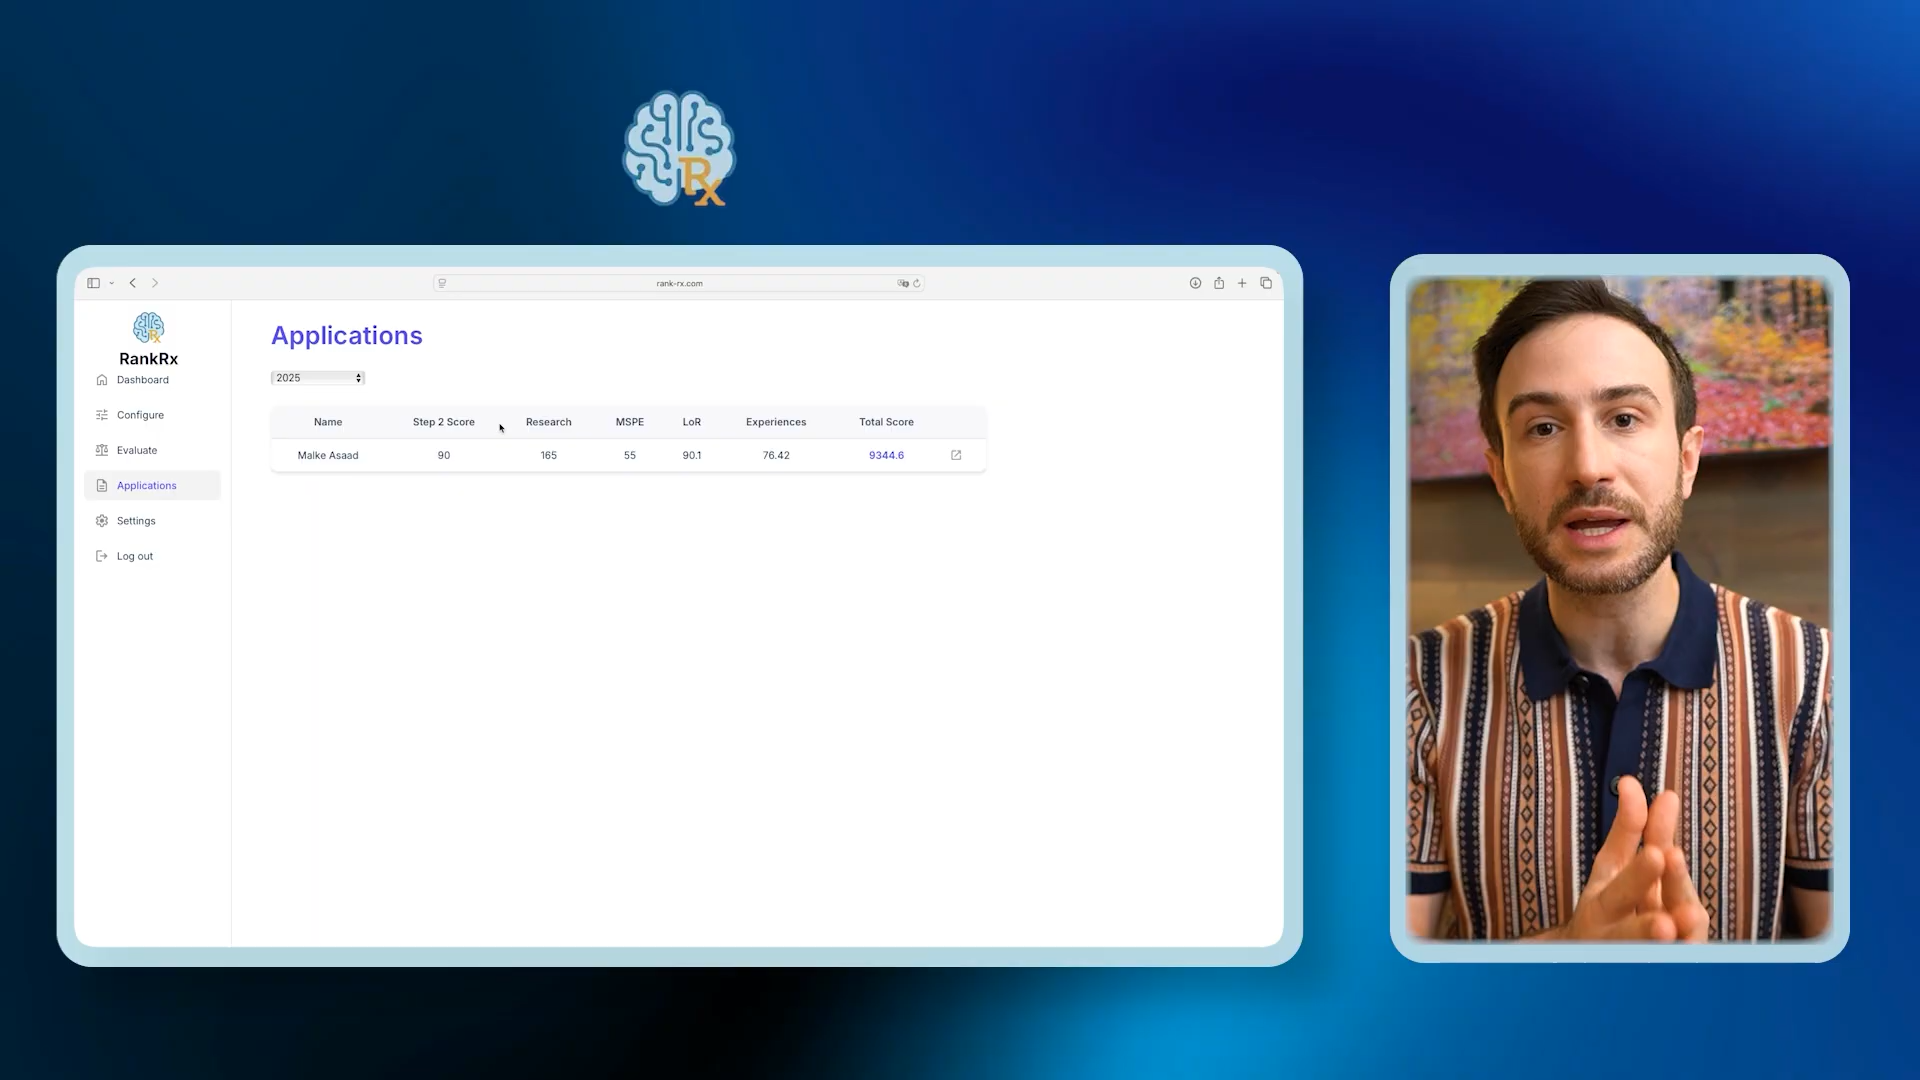 Rx
rank-rx.com
RankRx
Dashboard
Configure
Evaluate
Applications
Settings
Log out
Applications
2025
Name Step 2 Score Research MSPE LoR Experiences Total Score
Malke Asaad 90 165 55 90.1 76.42 9344.6